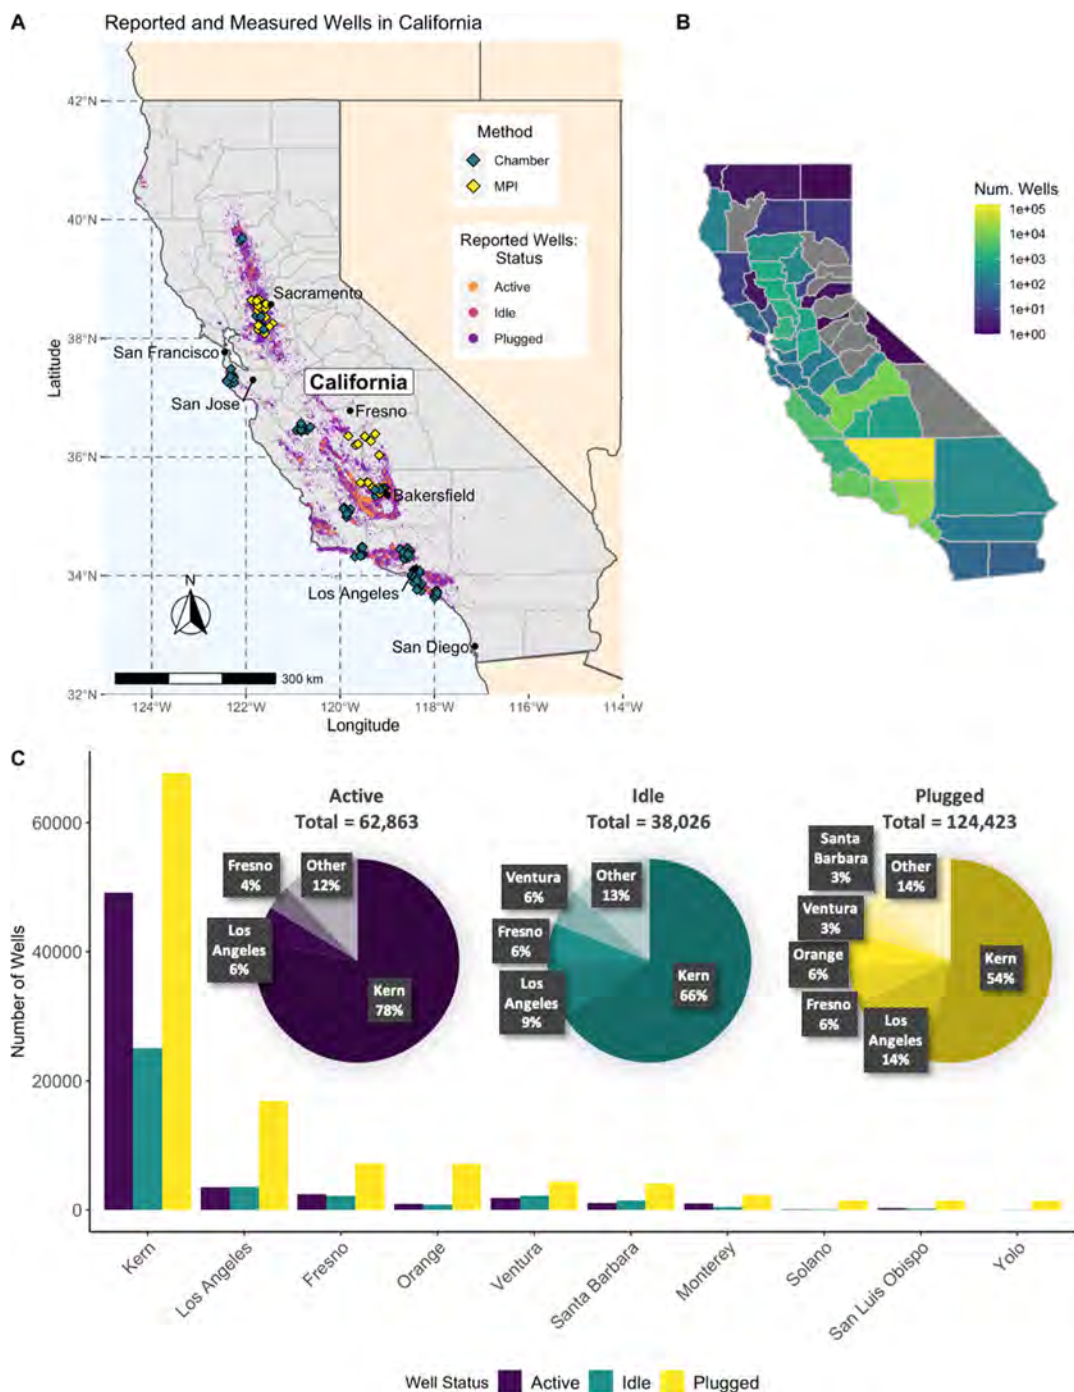 A
Reported and Measured Wells in California
B
42°N
40°N
38°N
36°N
34°N
32°N
Latitude
Method
Chamber
MPI
Reported Wells:
Status
Active
Idle
Plugged
Sacramento
San Francisco
San Jose
California
Fresno
Bakersfield
Los Angeles
San Diego
N
300 km
124°W
122°W
120°W
118°W
116°W
114°W
Longitude
Num. Wells
1e+05
1e+04
1e+03
1e+02
1e+01
1e+00
C
Number of Wells
60000
40000
20000
0
Active
Total = 62,863
Fresno
4%
Other
12%
Los
Angeles
6%
Kern
78%
Idle
Total = 38,026
Ventura
6%
Other
13%
Fresno
6%
Los
Angeles
9%
Kern
66%
Plugged
Total = 124,423
Santa
Barbara
3%
Other
14%
Ventura
3%
Orange
6%
Fresno
6%
Los
Angeles
14%
Kern
54%
Kern
Los Angeles
Fresno
Orange
Ventura
Santa Barbara
Monterey
Solano
San Luis Obispo
Yolo
Well Status
Active
Idle
Plugged